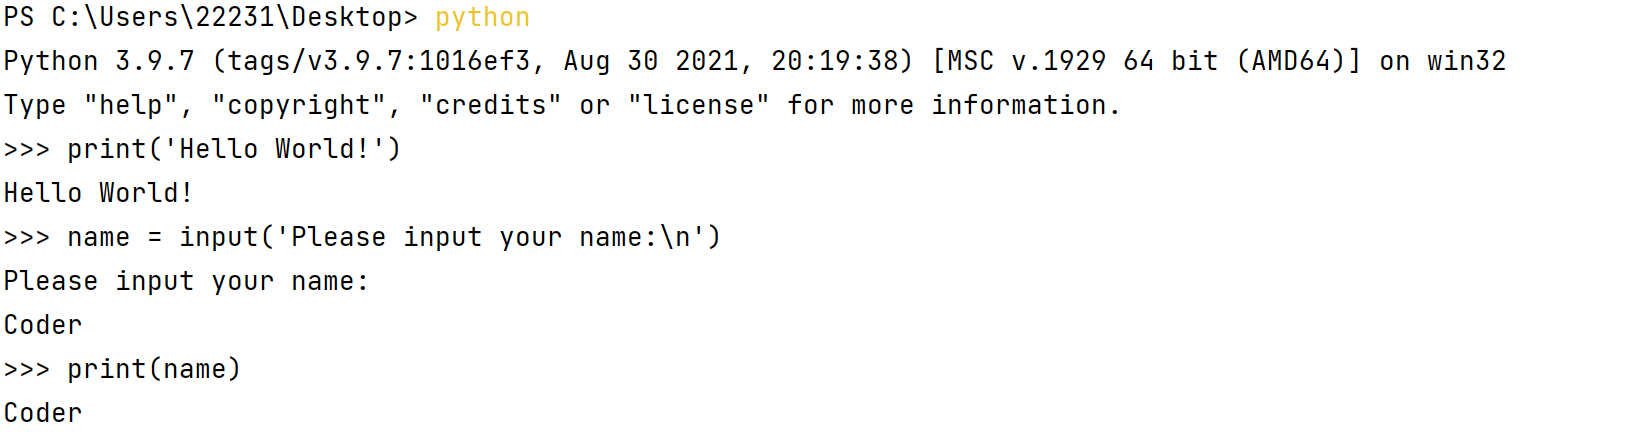 PS C:\Users\22231\Desktop> python
Python 3.9.7 (tags/v3.9.7:1016ef3, Aug 30 2021, 20:19:38) [MSC v.1929 64 bit (AMD64)] on win32
Type "help", "copyright", "credits" or "license" for more information.
>>> print('Hello World!')
Hello World!
>>> name = input('Please input your name:\n')
Please input your name:
Coder
>>> print(name)
Coder